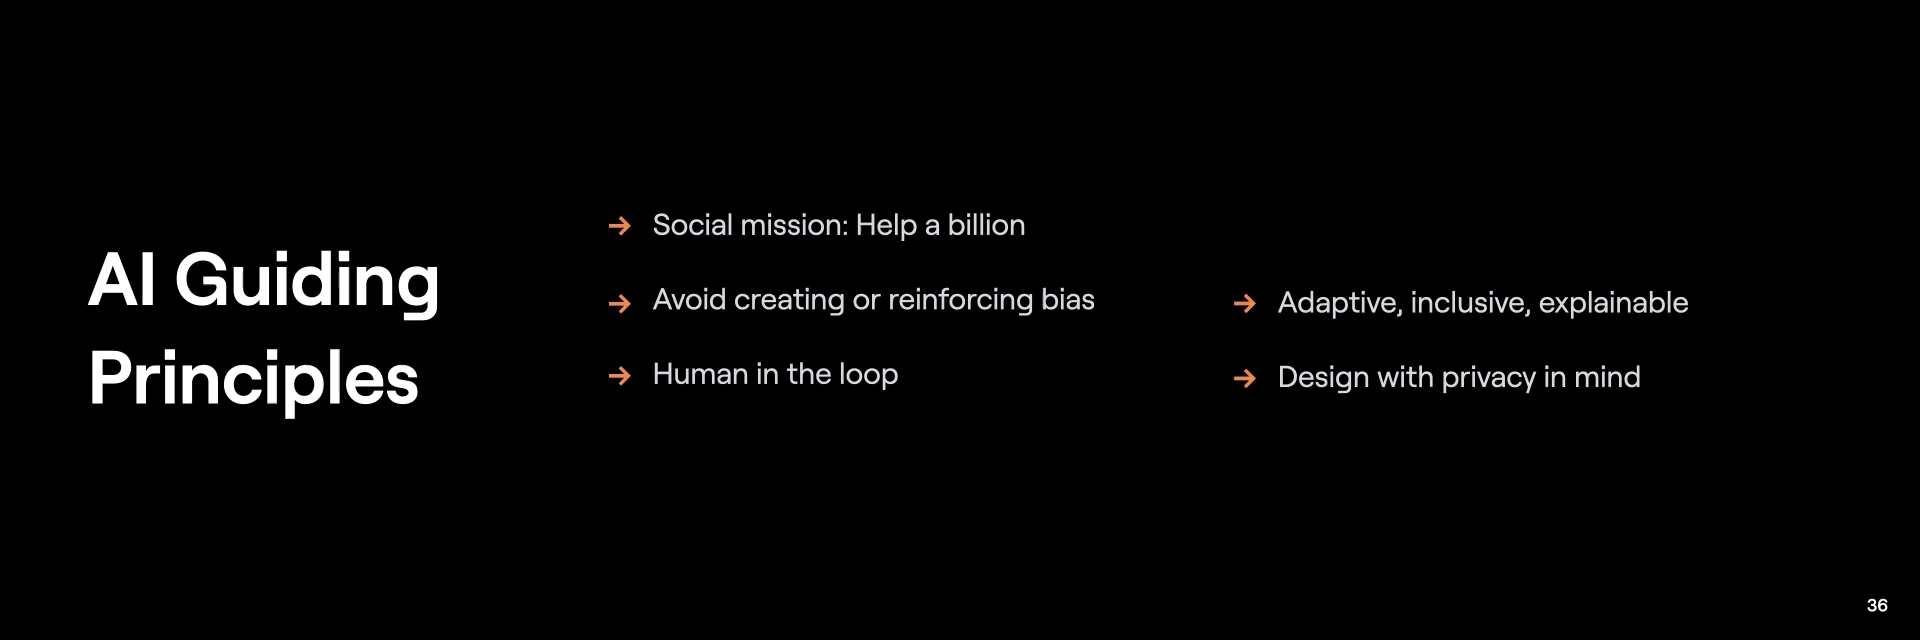 AI Guiding
Principles
→ Social mission: Help a billion
→ Avoid creating or reinforcing bias
→ Human in the loop
→ Adaptive, inclusive, explainable
→ Design with privacy in mind
36